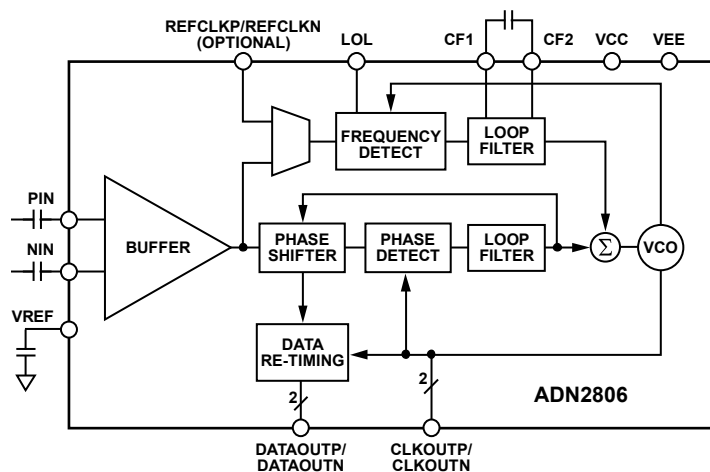 REFCLKP/REFCLKN
(OPTIONAL)
LOL
CF1
CF2
VCC
VEE
FREQUENCY
DETECT
LOOP
FILTER
PIN
NIN
VREF
BUFFER
PHASE
SHIFTER
PHASE
DETECT
LOOP
FILTER
Σ
VCO
DATA
RE-TIMING
2
2
ADN2806
DATAOUTP/
DATAOUTN
CLKOUTP/
CLKOUTN